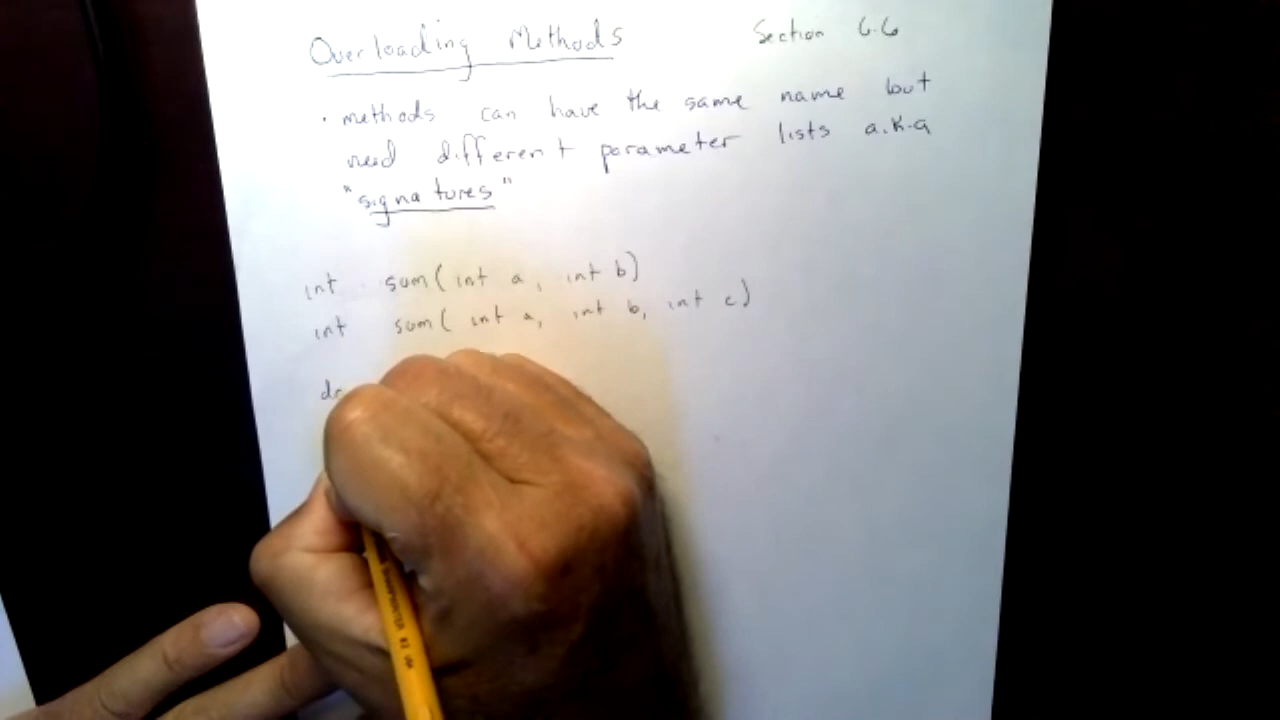 Overloading Methods Section 6.6
• methods can have the same name but
need different parameter lists a.k.a
"signatures"
int sum( int a, int b)
int sum( int a, int b, int c)